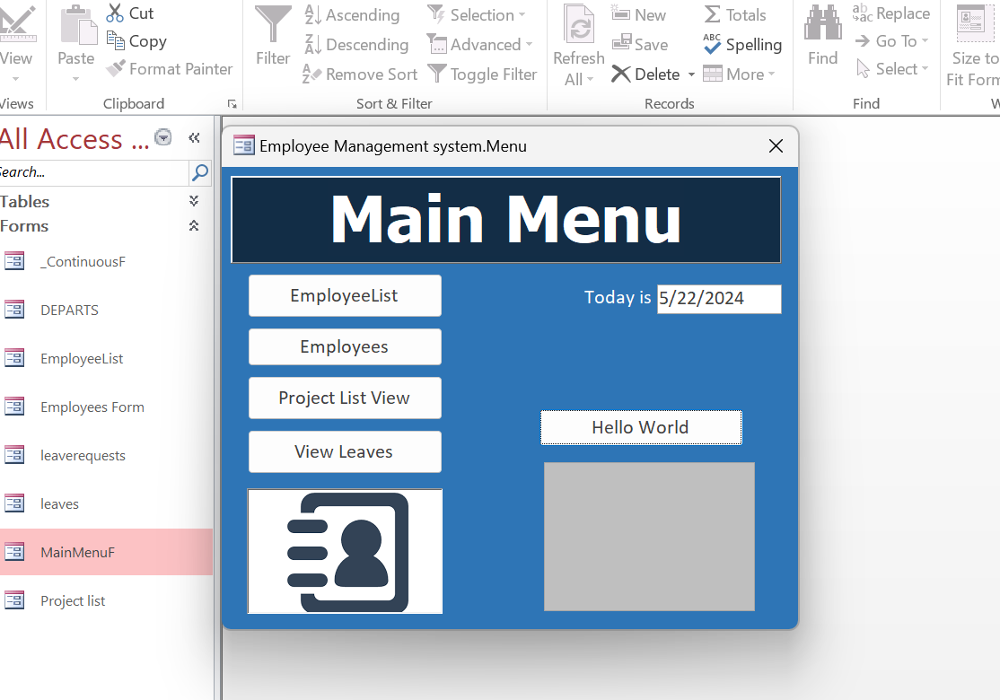 Cut
Copy
Format Painter
View
Paste
Views
Clipboard
Filter
Ascending
Descending
Remove Sort
Selection
Advanced
Toggle Filter
Sort & Filter
Refresh
All
New
Save
Delete
Totals
ABC
Spelling
More
Records
Find
ab
ac
Replace
Go To
Select
Find
Size to
Fit Form
W
All Access ...
Search...
Tables
Forms
_ContinuousF
DEPARTS
EmployeeList
Employees Form
leaverequests
leaves
MainMenuF
Project list
Employee Management system.Menu
Main Menu
EmployeeList
Today is 5/22/2024
Employees
Project List View
Hello World
View Leaves